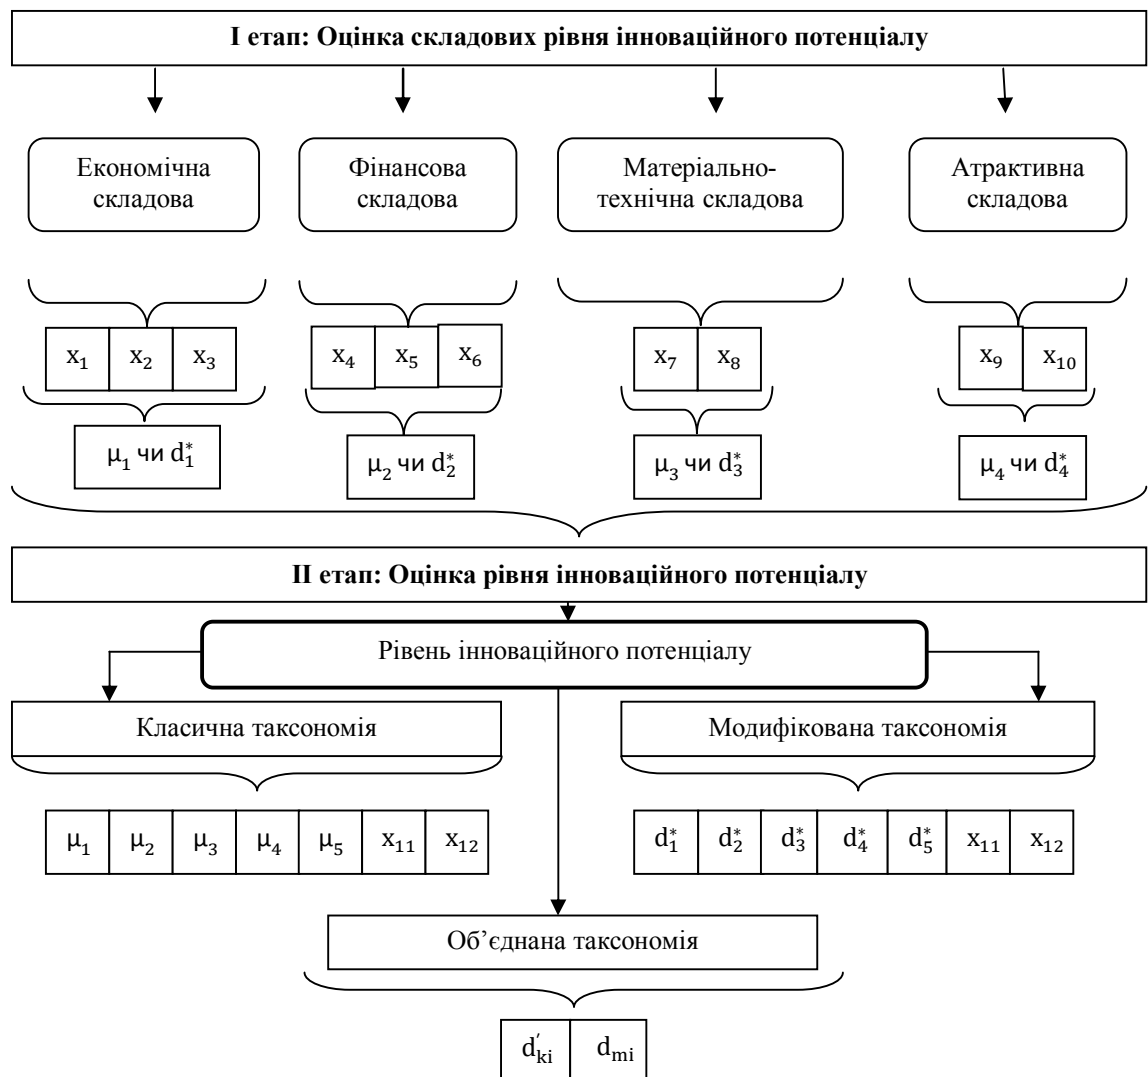 І етап: Оцінка складових рівня інноваційного потенціалу
Економічна складова
Фінансова складова
Матеріально-технічна складова
Атрактивна складова
x₁ x₂ x₃
x₄ x₅ x₆
x₇ x₈
x₉ x₁₀
μ₁ чи d₁*
μ₂ чи d₂*
μ₃ чи d₃*
μ₄ чи d₄*
ІІ етап: Оцінка рівня інноваційного потенціалу
Рівень інноваційного потенціалу
Класична таксономія
Модифікована таксономія
μ₁ μ₂ μ₃ μ₄ μ₅ x₁₁ x₁₂
d₁* d₂* d₃* d₄* d₅* x₁₁ x₁₂
Об’єднана таксономія
d′ₖᵢ dₘᵢ